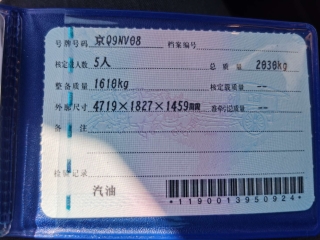 号牌号码 京Q9NV08 档案编号
核定载人数 5人 总质量 2030kg
整备质量 1610kg 核定载质量 --
外廓尺寸 4719×1827×1459mm 准牵引总质量 --
备注
检验记录
汽油
*1190013950924*